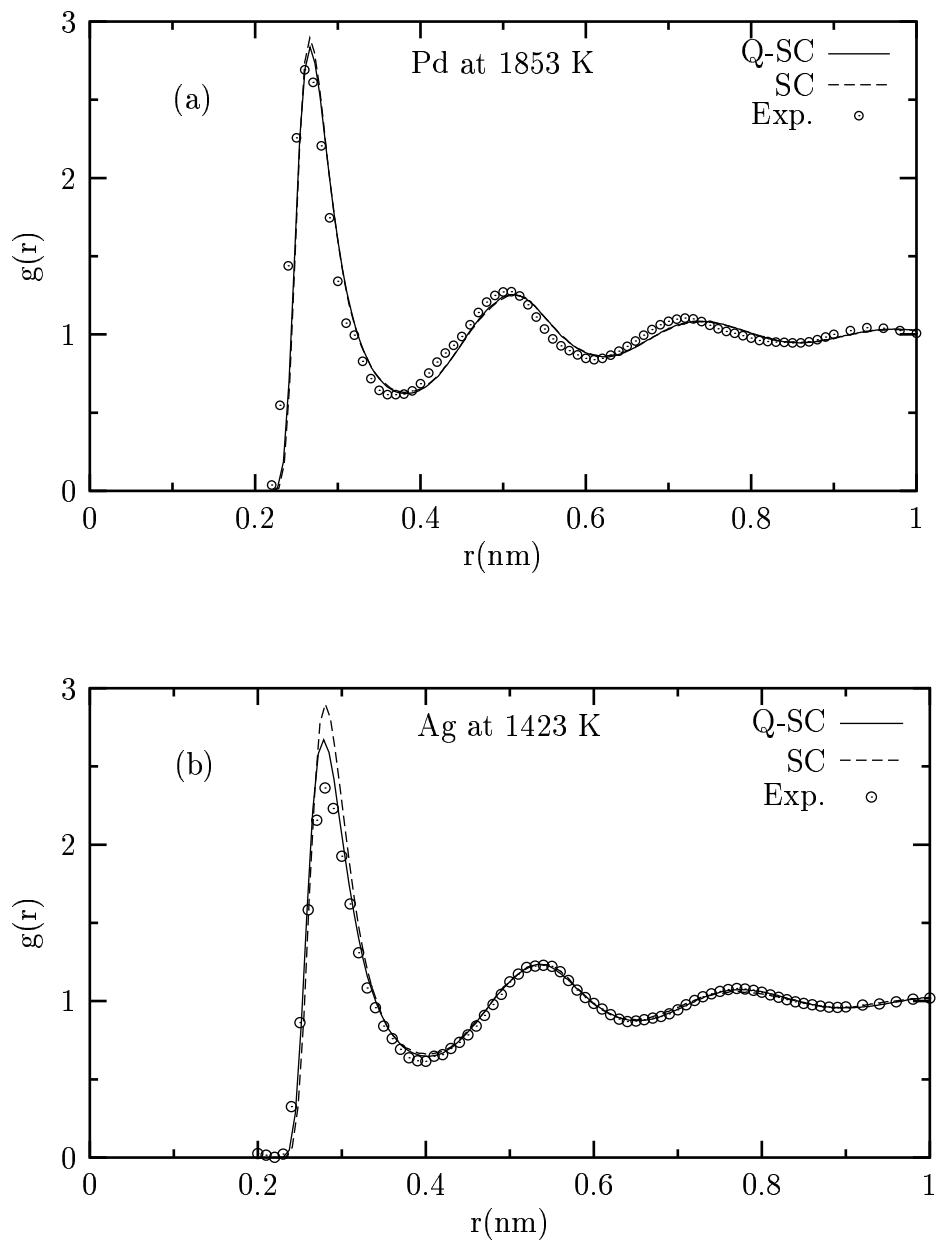 3
Pd at 1853 K
Q-SC
SC
Exp.
(a)
2
g(r)
1
0
0 0.2 0.4 0.6 0.8 1
r(nm)
3
Ag at 1423 K
Q-SC
SC
Exp.
(b)
2
g(r)
1
0
0 0.2 0.4 0.6 0.8 1
r(nm)